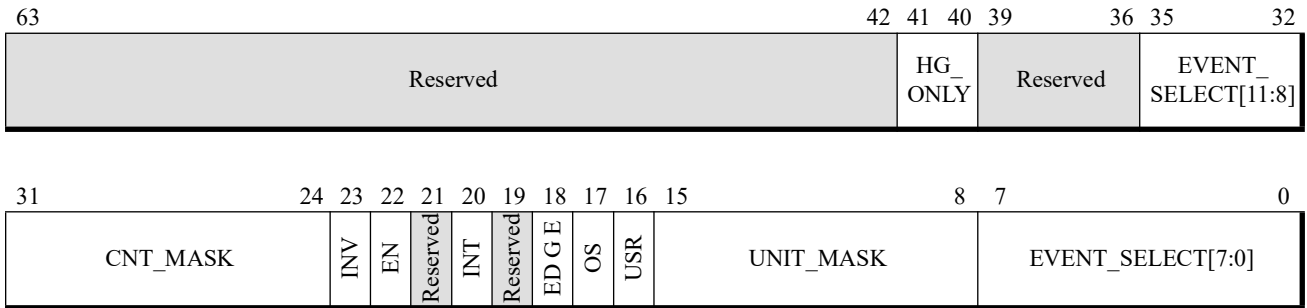 63 42 41 40 39 36 35 32
Reserved
HG_
ONLY
Reserved
EVENT_
SELECT[11:8]
31 24 23 22 21 20 19 18 17 16 15 8 7 0
CNT_MASK
INV
EN
Reserved
INT
Reserved
EDGE
OS
USR
UNIT_MASK
EVENT_SELECT[7:0]